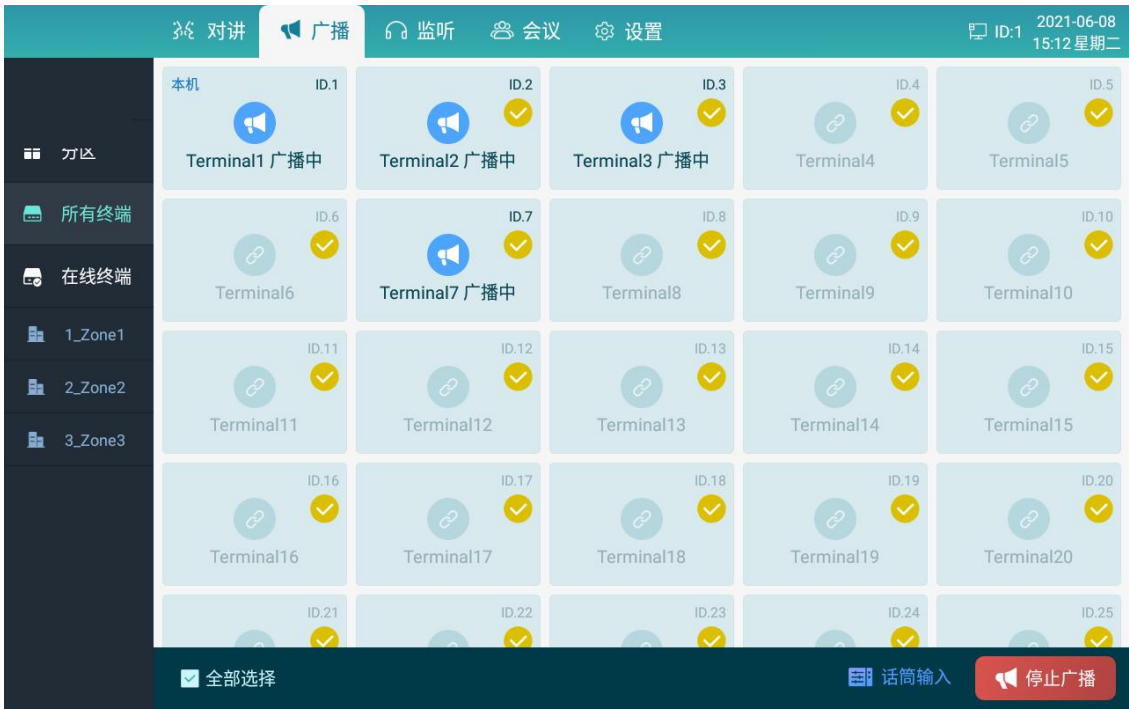 对讲
广播
监听
会议
设置
ID:1
2021-06-08
15:12 星期二
分区
所有终端
在线终端
1_Zone1
2_Zone2
3_Zone3
本机 ID.1
Terminal1 广播中
ID.2
Terminal2 广播中
ID.3
Terminal3 广播中
ID.4
Terminal4
ID.5
Terminal5
ID.6
Terminal6
ID.7
Terminal7 广播中
ID.8
Terminal8
ID.9
Terminal9
ID.10
Terminal10
ID.11
Terminal11
ID.12
Terminal12
ID.13
Terminal13
ID.14
Terminal14
ID.15
Terminal15
ID.16
Terminal16
ID.17
Terminal17
ID.18
Terminal18
ID.19
Terminal19
ID.20
Terminal20
ID.21
ID.22
ID.23
ID.24
ID.25
全部选择
话筒输入
停止广播